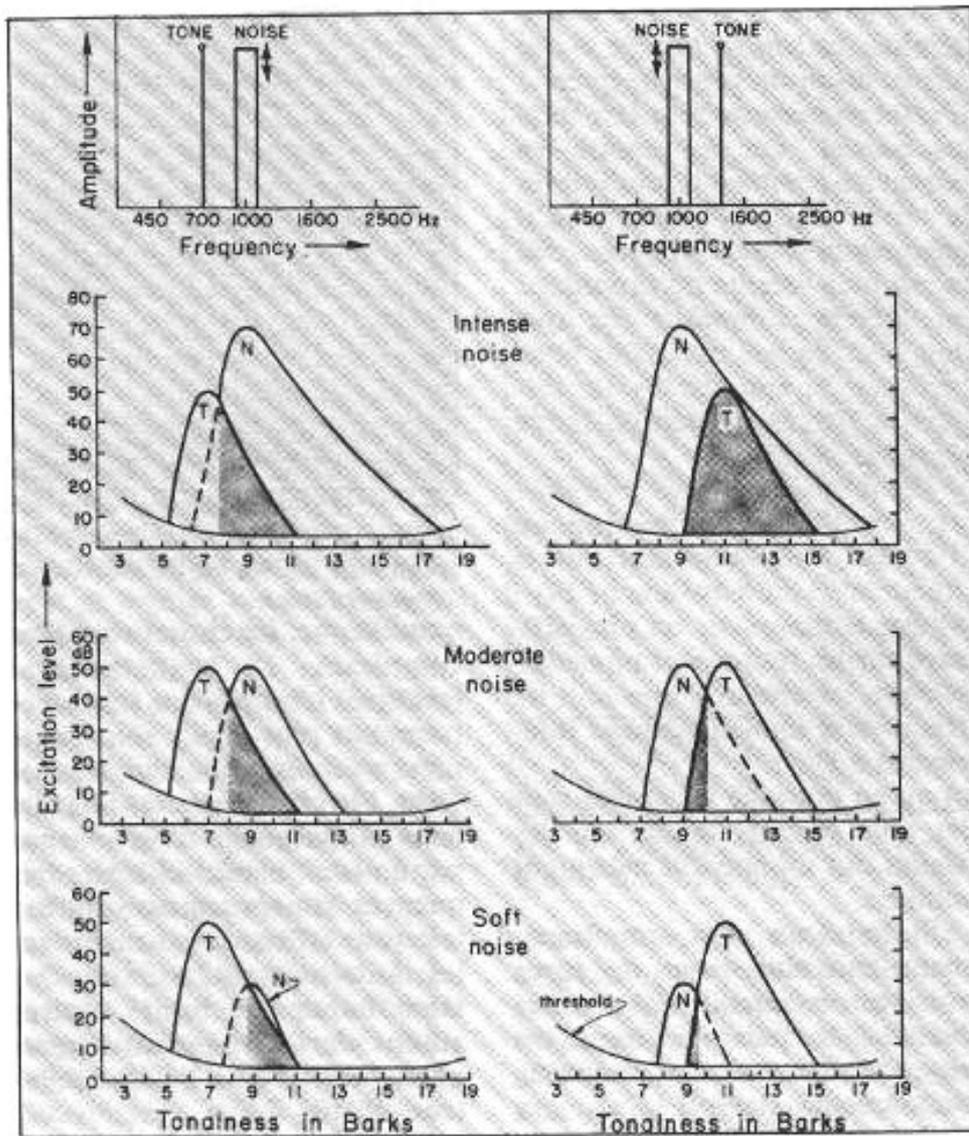 TONE NOISE
NOISE TONE
Amplitude
450 700 1000 1600 2500 Hz
450 700 1000 1600 2500
Frequency
Frequency
80
70
60
50
40
30
20
10
0
N
T
Intense
noise
N
T
3 5 7 9 11 13 15 17 19
3 5 7 9 11 13 15 17 19
Excitation level
60
dB
50
40
30
20
10
0
T N
Moderate
noise
N T
3 5 7 9 11 13 15 17 19
3 5 7 9 11 13 15 17 19
60
50
40
30
20
10
0
T
N
Soft
noise
T
N
threshold
3 5 7 9 11 13 15 17 19
3 5 7 9 11 13 15 17 19
Tonalness in Barks
Tonalness in Barks